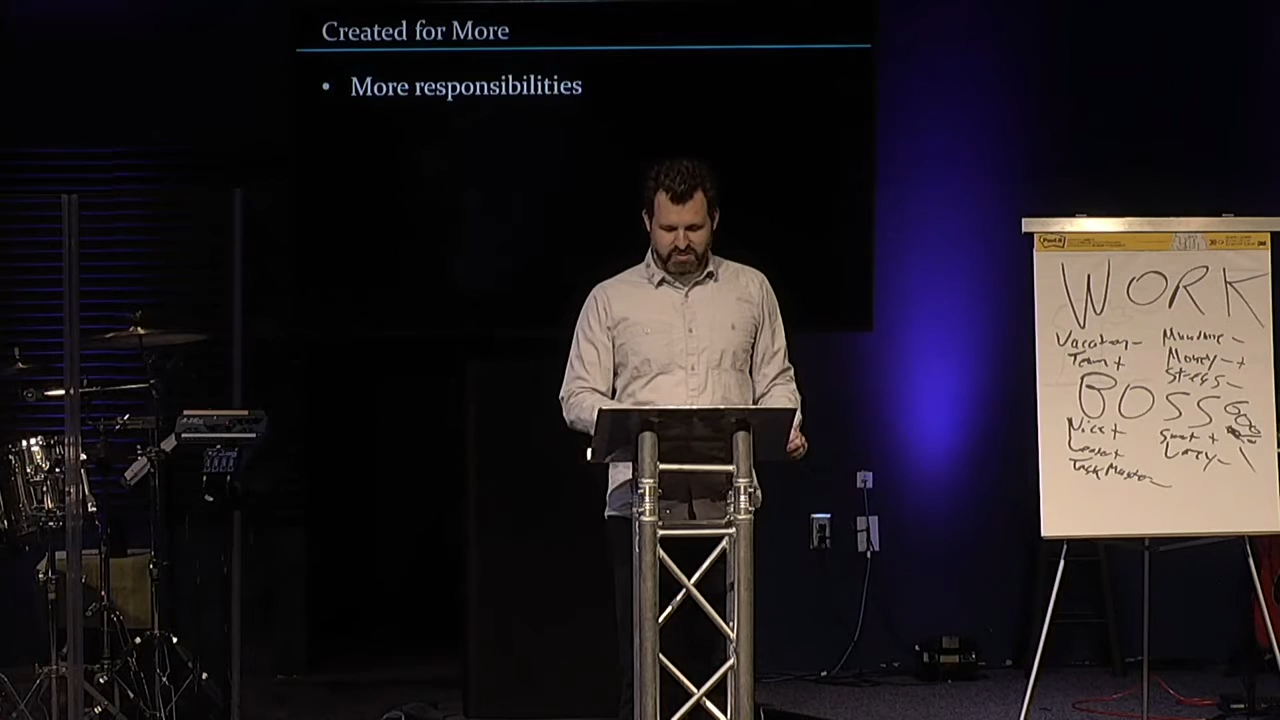 Created for More
• More responsibilities
Post-it
WORK
Vacation - Mundane -
Team + Money - +
Stress -
BOSS
Nice +
Leader + Lazy -
Task Master -